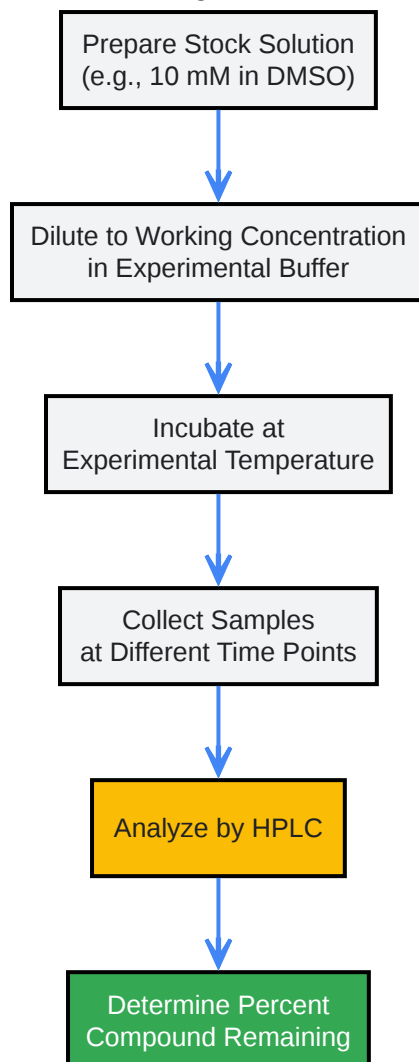 Prepare Stock Solution
(e.g., 10 mM in DMSO)
Dilute to Working Concentration
in Experimental Buffer
Incubate at
Experimental Temperature
Collect Samples
at Different Time Points
Analyze by HPLC
Determine Percent
Compound Remaining